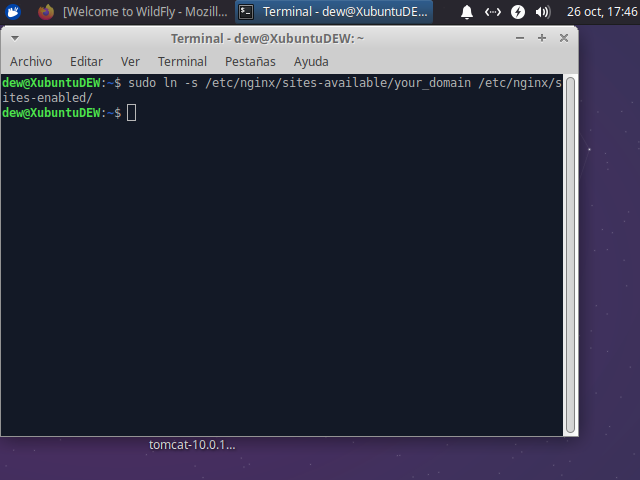 [Welcome to WildFly - Mozill... Terminal - dew@XubuntuDE... 26 oct, 17:46
Terminal - dew@XubuntuDEW: ~
Archivo Editar Ver Terminal Pestañas Ayuda
dew@XubuntuDEW:~$ sudo ln -s /etc/nginx/sites-available/your_domain /etc/nginx/s
ites-enabled/
dew@XubuntuDEW:~$
tomcat-10.0.1...